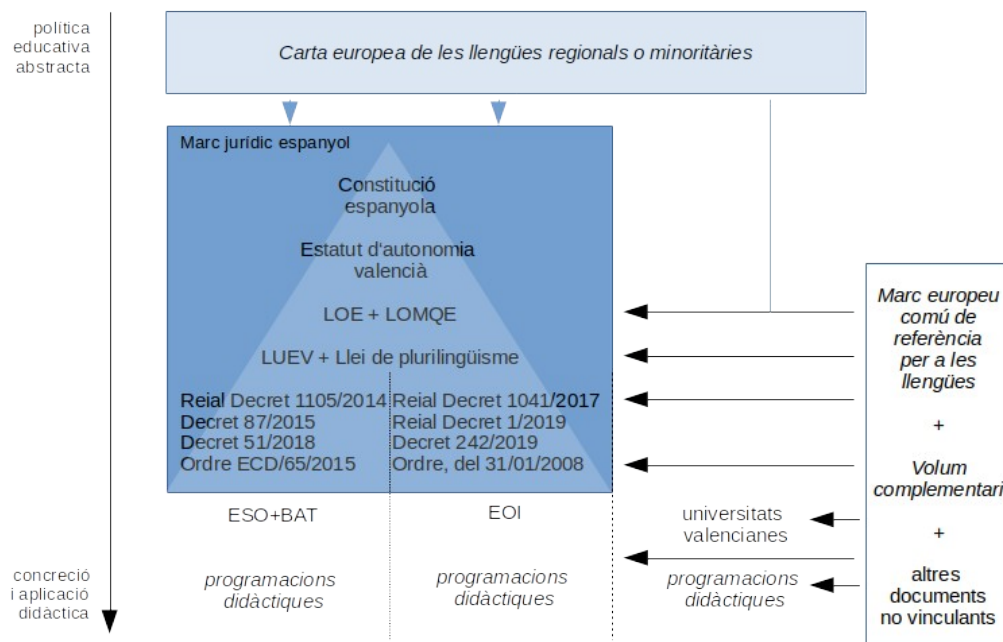 política
educativa
abstracta
Carta europea de les llengües regionals o minoritàries
Marc jurídic espanyol
Constitució
espanyola
Estatut d'autonomia
valencià
LOE + LOMQE
LUEV + Llei de plurilingüisme
Reial Decret 1105/2014
Decret 87/2015
Decret 51/2018
Ordre ECD/65/2015
Reial Decret 1041/2017
Reial Decret 1/2019
Decret 242/2019
Ordre, del 31/01/2008
Marc europeu
comú de
referència
per a les
llengües
+
Volum
complementari
+
altres
documents
no vinculants
ESO+BAT
EOI
universitats
valencianes
concreció
i aplicació
didàctica
programacions
didàctiques
programacions
didàctiques
programacions
didàctiques